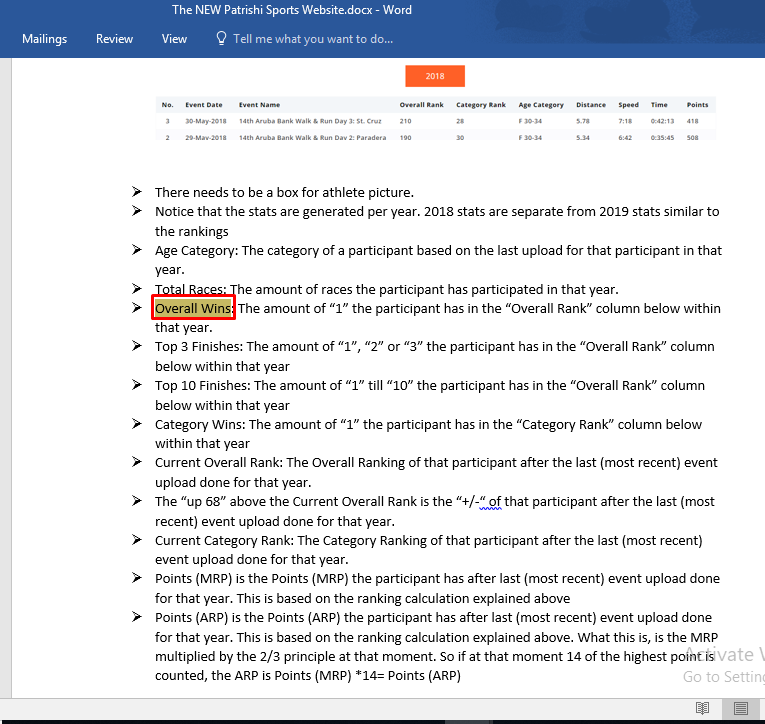 The NEW Patrishi Sports Website.docx - Word
Mailings Review View Tell me what you want to do...
2018
No. Event Date Event Name Overall Rank Category Rank Age Category Distance Speed Time Points
3 30-May-2018 14th Aruba Bank Walk & Run Day 3: St. Cruz 210 28 F 30-34 5.78 7:18 0:42:13 418
2 29-May-2018 14th Aruba Bank Walk & Run Day 2: Paradera 190 30 F 30-34 5.34 6:42 0:35:45 508
➢ There needs to be a box for athlete picture.
➢ Notice that the stats are generated per year. 2018 stats are separate from 2019 stats similar to
the rankings
➢ Age Category: The category of a participant based on the last upload for that participant in that
year.
➢ Total Races: The amount of races the participant has participated in that year.
➢ Overall Wins: The amount of “1” the participant has in the “Overall Rank” column below within
that year.
➢ Top 3 Finishes: The amount of “1”, “2” or “3” the participant has in the “Overall Rank” column
below within that year
➢ Top 10 Finishes: The amount of “1” till “10” the participant has in the “Overall Rank” column
below within that year
➢ Category Wins: The amount of “1” the participant has in the “Category Rank” column below
within that year
➢ Current Overall Rank: The Overall Ranking of that participant after the last (most recent) event
upload done for that year.
➢ The “up 68” above the Current Overall Rank is the “+/-“ of that participant after the last (most
recent) event upload done for that year.
➢ Current Category Rank: The Category Ranking of that participant after the last (most recent)
event upload done for that year.
➢ Points (MRP) is the Points (MRP) the participant has after last (most recent) event upload done
for that year. This is based on the ranking calculation explained above
➢ Points (ARP) is the Points (ARP) the participant has after last (most recent) event upload done
for that year. This is based on the ranking calculation explained above. What this is, is the MRP
multiplied by the 2/3 principle at that moment. So if at that moment 14 of the highest point is
counted, the ARP is Points (MRP) *14= Points (ARP)
Activate W
Go to Setting